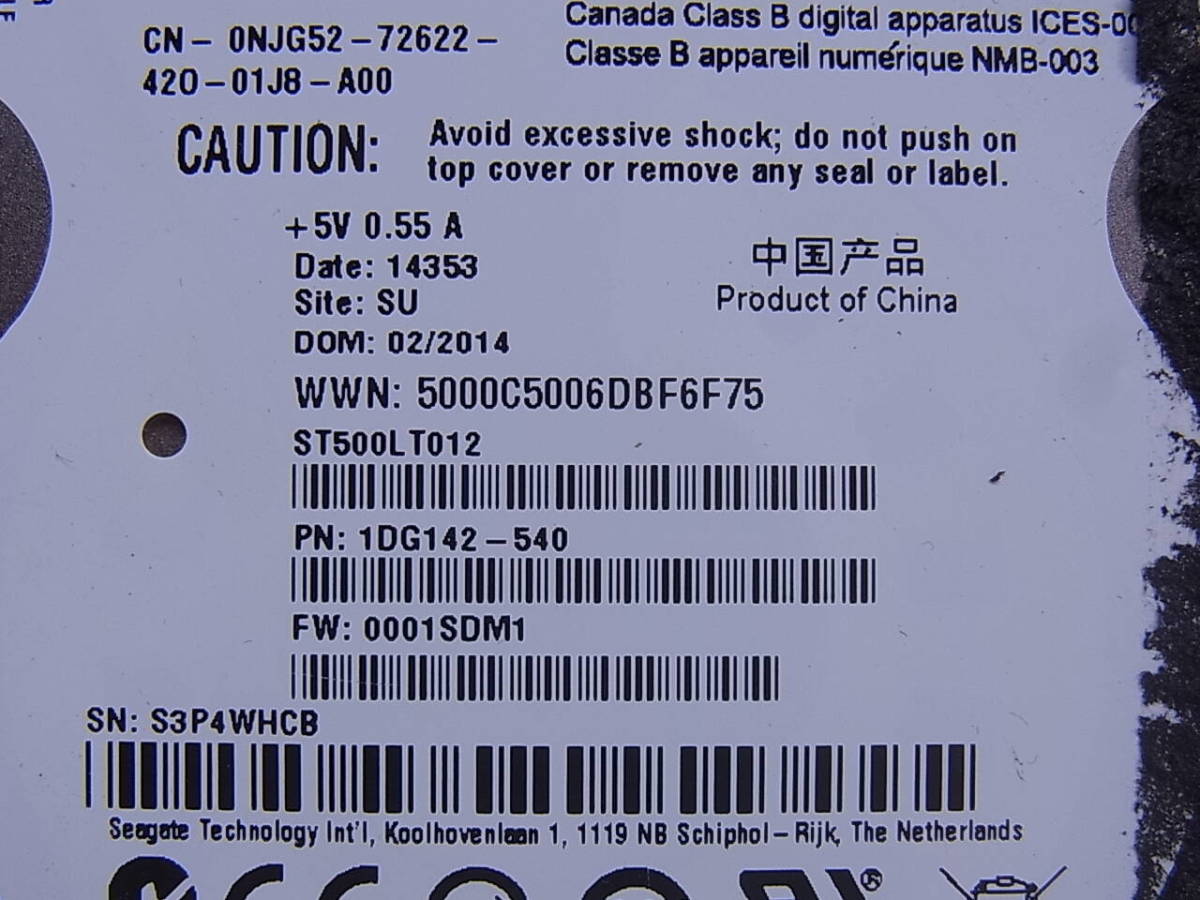 CN- 0NJG52-72622-
420-01J8-A00
Canada Class B digital apparatus ICES-00
Classe B appareil numérique NMB-003
CAUTION:
Avoid excessive shock; do not push on
top cover or remove any seal or label.
+5V 0.55 A
Date: 14353
Site: SU
DOM: 02/2014
中国产品
Product of China
WWN: 5000C5006DBF6F75
ST500LT012
PN: 1DG142-540
FW: 0001SDM1
SN: S3P4WHCB
Seagate Technology Int'l, Koolhovenlaan 1, 1119 NB Schiphol-Rijk, The Netherlands